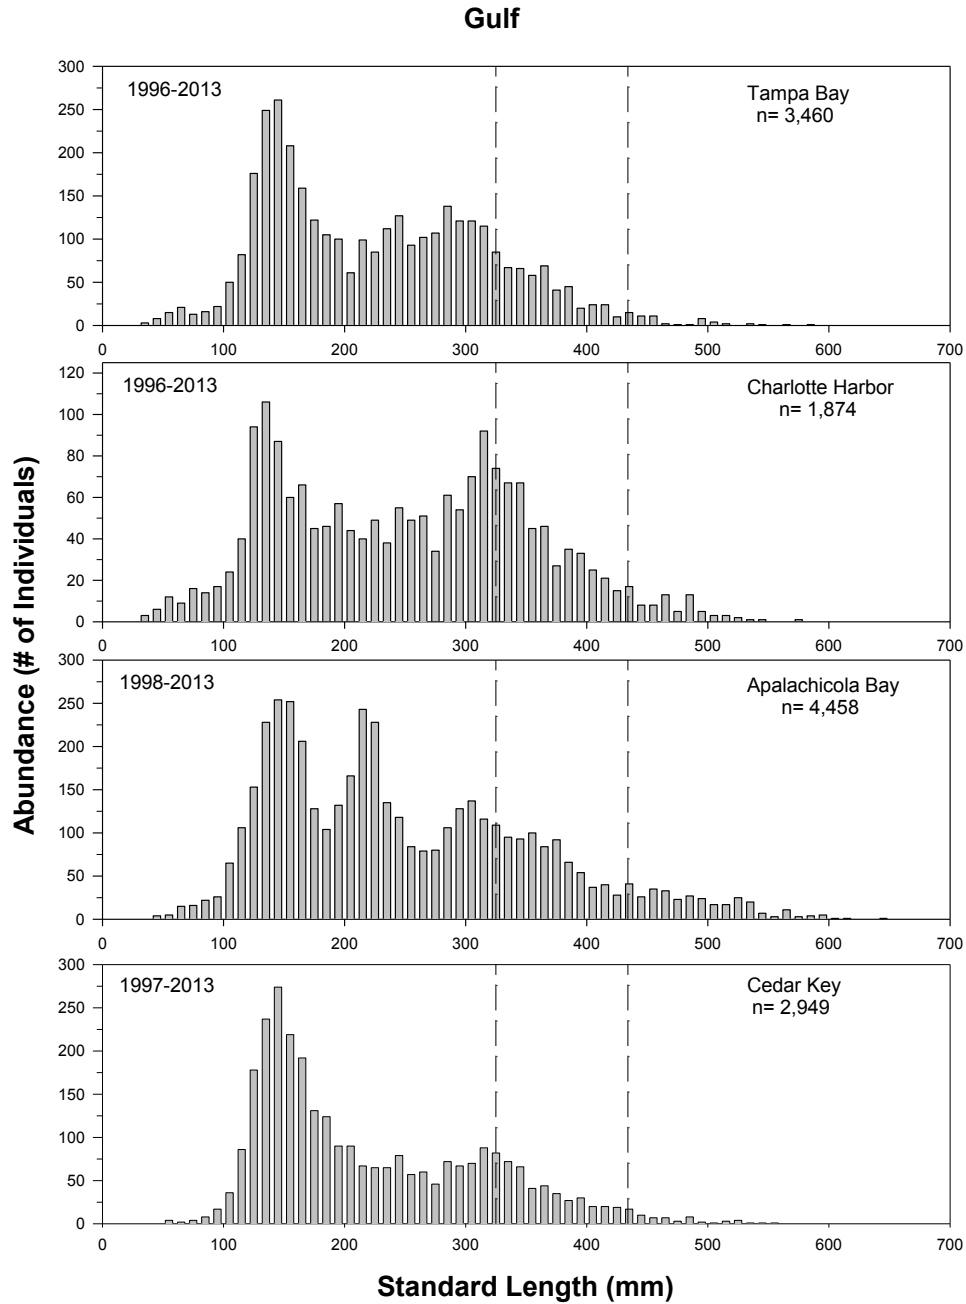 Gulf
300
250
200
150
100
50
0
1996-2013
Tampa Bay
n= 3,460
0 100 200 300 400 500 600 700
120
100
80
60
40
20
0
1996-2013
Charlotte Harbor
n= 1,874
0 100 200 300 400 500 600 700
300
250
200
150
100
50
0
1998-2013
Apalachicola Bay
n= 4,458
0 100 200 300 400 500 600 700
300
250
200
150
100
50
0
1997-2013
Cedar Key
n= 2,949
0 100 200 300 400 500 600 700
Abundance (# of Individuals)
Standard Length (mm)